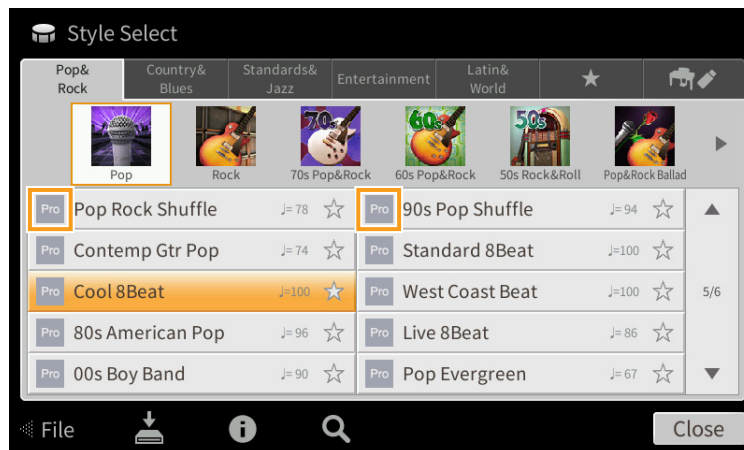 Style Select
Pop& Rock
Country& Blues
Standards& Jazz
Entertainment
Latin& World
★
70s
60s
50s
Pop
Rock
70s Pop&Rock
60s Pop&Rock
50s Rock&Roll
Pop&Rock Ballad
Pro Pop Rock Shuffle ♩= 78 ☆
Pro 90s Pop Shuffle ♩= 94 ☆
Pro Contemp Gtr Pop ♩= 74 ☆
Pro Standard 8Beat ♩=100 ☆
Pro Cool 8Beat ♩=100 ★
Pro West Coast Beat ♩=100 ☆
5/6
Pro 80s American Pop ♩= 96 ☆
Pro Live 8Beat ♩= 86 ☆
Pro 00s Boy Band ♩= 90 ☆
Pro Pop Evergreen ♩= 67 ☆
File
Close